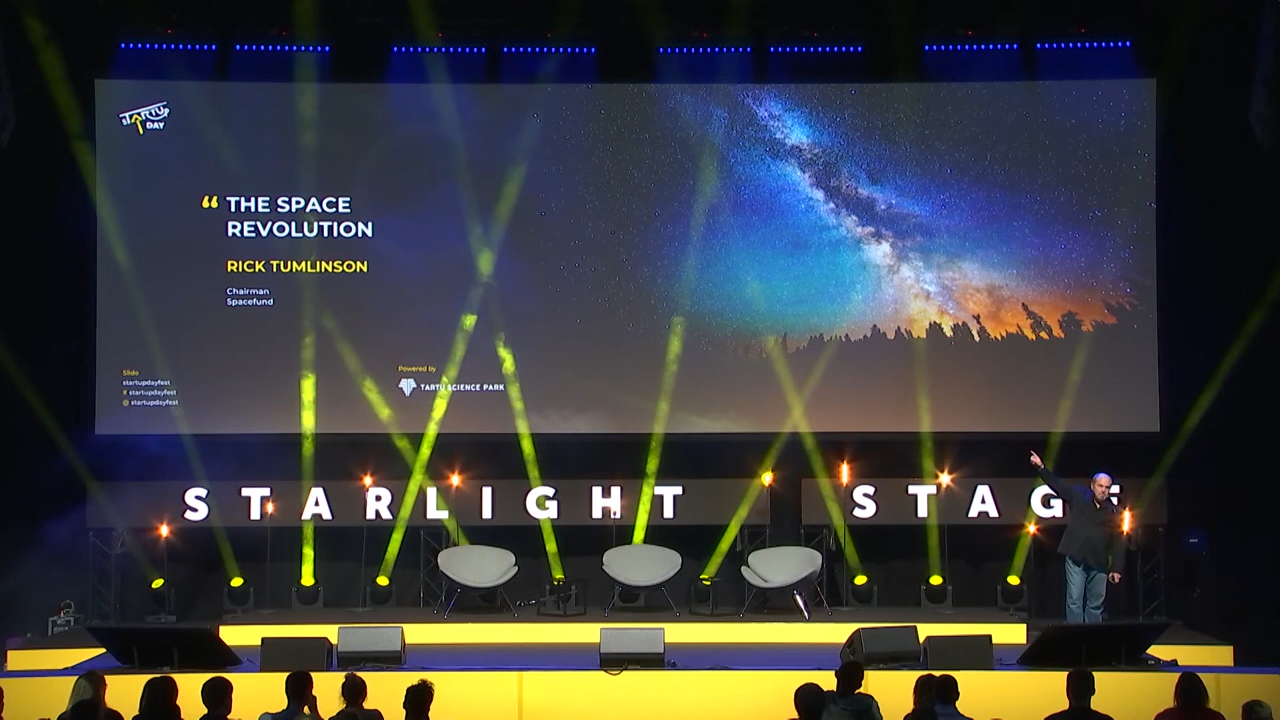 STARTUP
DAY
“ THE SPACE
REVOLUTION
RICK TUMLINSON
Chairman
Spacefund
Slido
startupdayfest
# startupdayfest
@ startupdayfest
Powered by
TARTU SCIENCE PARK
STARLIGHT STAGE